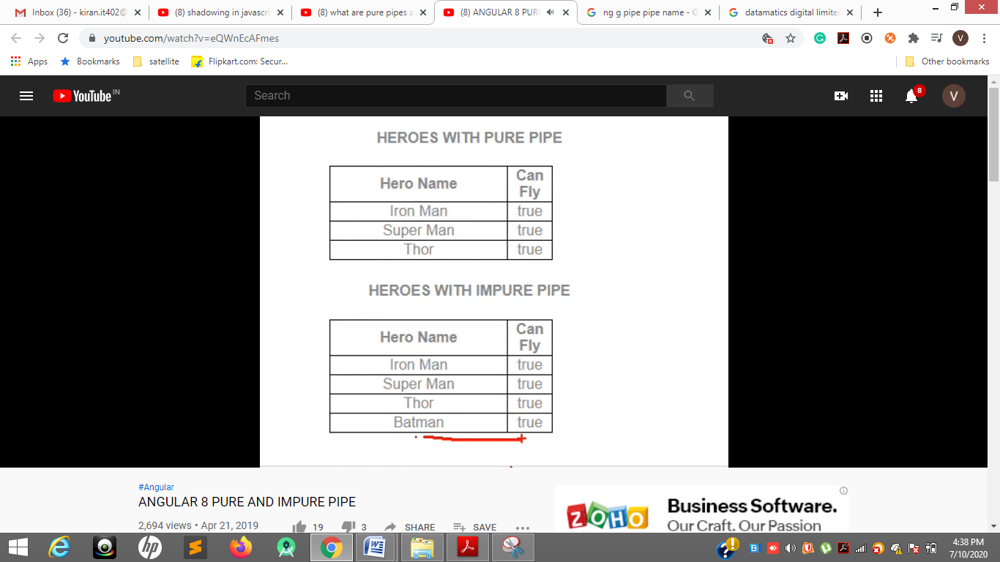 Inbox (36) - kiran.it402@
(8) shadowing in javascri
(8) what are pure pipes a
(8) ANGULAR 8 PUR
ng g pipe pipe name - G
datamatics digital limite
youtube.com/watch?v=eQWnEcAFmes
V
Apps
Bookmarks
satellite
Flipkart.com: Secur...
Other bookmarks
YouTube IN
Search
8
V
HEROES WITH PURE PIPE
Hero Name Can Fly
Iron Man true
Super Man true
Thor true
HEROES WITH IMPURE PIPE
Hero Name Can Fly
Iron Man true
Super Man true
Thor true
Batman true
#Angular
ANGULAR 8 PURE AND IMPURE PIPE
2,694 views • Apr 21, 2019
19
3
SHARE
SAVE
ZOHO
Business Software.
Our Craft. Our Passion
4:38 PM
7/10/2020